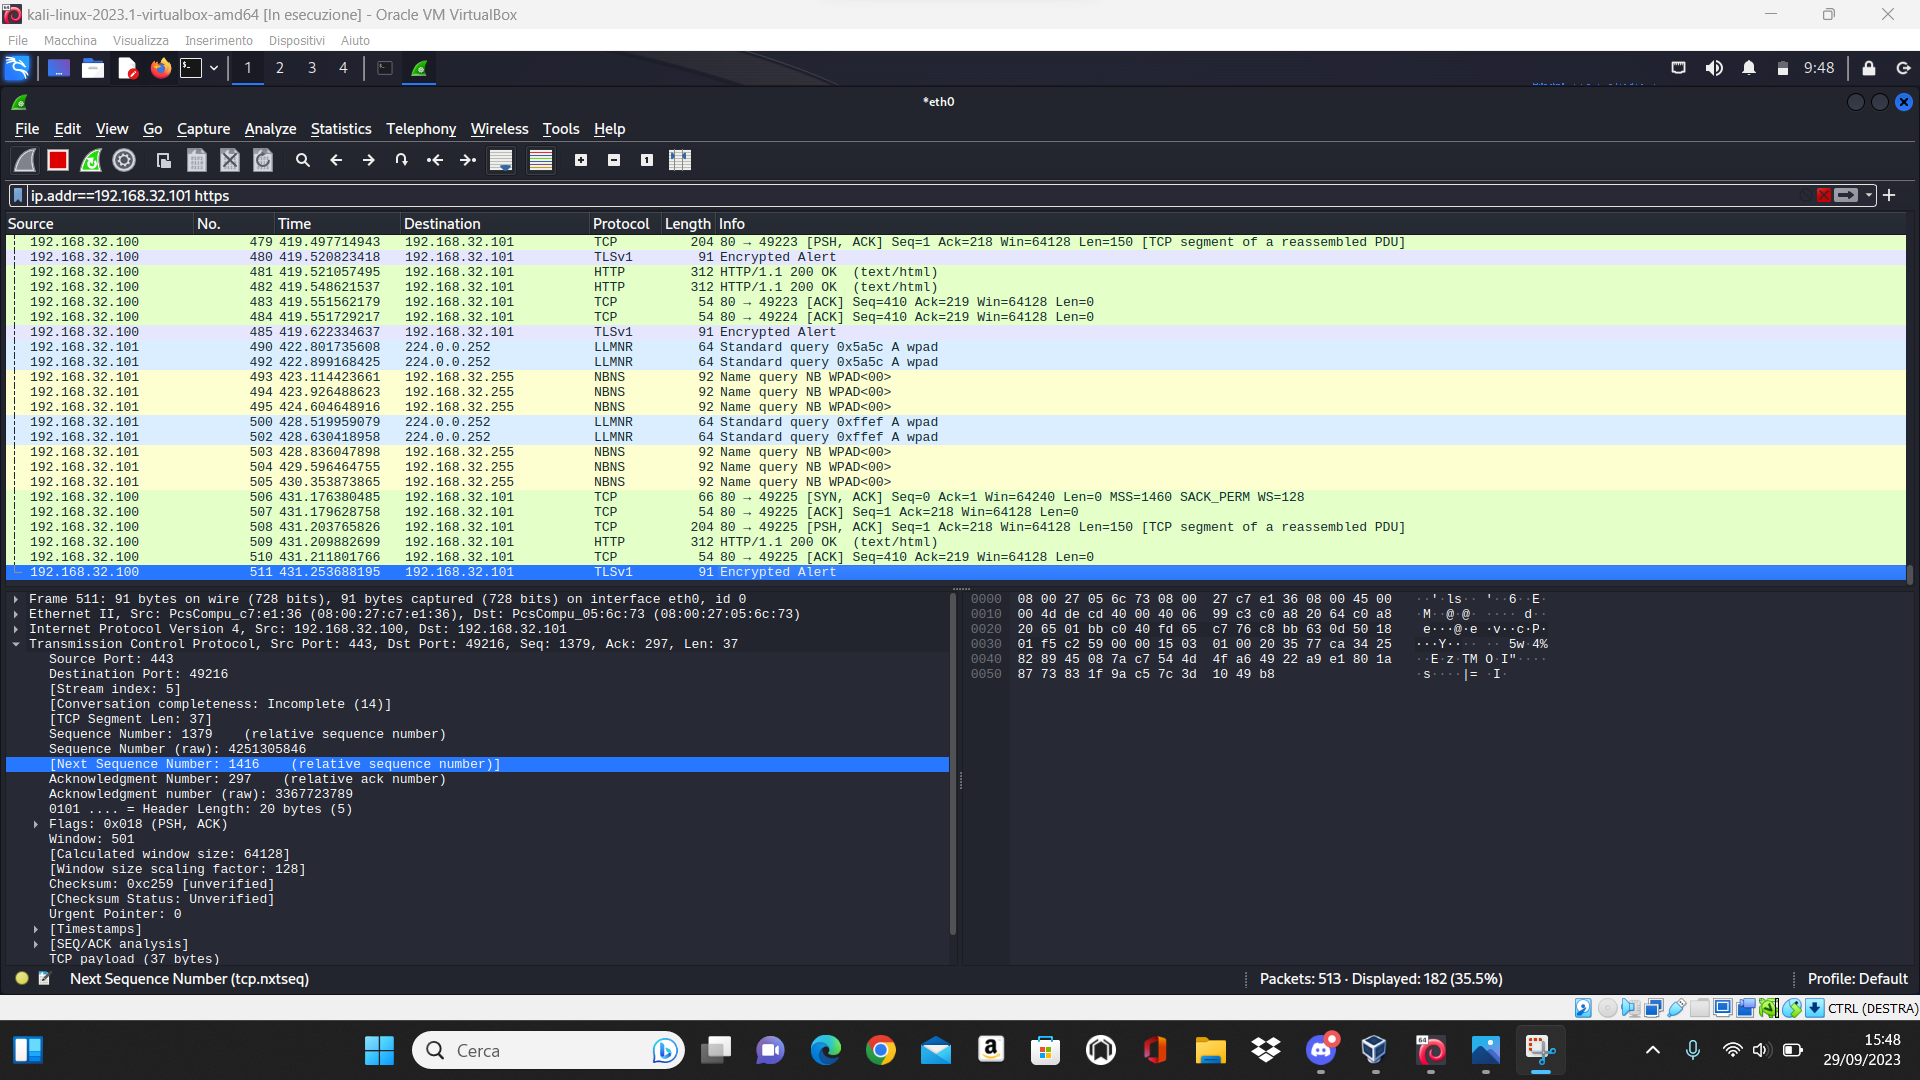 kali-linux-2023.1-virtualbox-amd64 [In esecuzione] - Oracle VM VirtualBox
File Macchina Visualizza Inserimento Dispositivi Aiuto
1 2 3 4 9:48
*eth0
File Edit View Go Capture Analyze Statistics Telephony Wireless Tools Help
ip.addr==192.168.32.101 https
Source No. Time Destination Protocol Length Info
192.168.32.100 479 419.497714943 192.168.32.101 TCP 204 80 → 49223 [PSH, ACK] Seq=1 Ack=218 Win=64128 Len=150 [TCP segment of a reassembled PDU]
192.168.32.100 480 419.520823418 192.168.32.101 TLSv1 91 Encrypted Alert
192.168.32.100 481 419.521057495 192.168.32.101 HTTP 312 HTTP/1.1 200 OK (text/html)
192.168.32.100 482 419.548621537 192.168.32.101 HTTP 312 HTTP/1.1 200 OK (text/html)
192.168.32.100 483 419.551562179 192.168.32.101 TCP 54 80 → 49223 [ACK] Seq=410 Ack=219 Win=64128 Len=0
192.168.32.100 484 419.551729217 192.168.32.101 TCP 54 80 → 49224 [ACK] Seq=410 Ack=219 Win=64128 Len=0
192.168.32.100 485 419.622334637 192.168.32.101 TLSv1 91 Encrypted Alert
192.168.32.101 490 422.801735608 224.0.0.252 LLMNR 64 Standard query 0x5a5c A wpad
192.168.32.101 492 422.899168425 224.0.0.252 LLMNR 64 Standard query 0x5a5c A wpad
192.168.32.101 493 423.114423661 192.168.32.255 NBNS 92 Name query NB WPAD<00>
192.168.32.101 494 423.926488623 192.168.32.255 NBNS 92 Name query NB WPAD<00>
192.168.32.101 495 424.604648916 192.168.32.255 NBNS 92 Name query NB WPAD<00>
192.168.32.101 500 428.519959079 224.0.0.252 LLMNR 64 Standard query 0xffef A wpad
192.168.32.101 502 428.630418958 224.0.0.252 LLMNR 64 Standard query 0xffef A wpad
192.168.32.101 503 428.836047898 192.168.32.255 NBNS 92 Name query NB WPAD<00>
192.168.32.101 504 429.596464755 192.168.32.255 NBNS 92 Name query NB WPAD<00>
192.168.32.101 505 430.353873865 192.168.32.255 NBNS 92 Name query NB WPAD<00>
192.168.32.100 506 431.176380485 192.168.32.101 TCP 66 80 → 49225 [SYN, ACK] Seq=0 Ack=1 Win=64240 Len=0 MSS=1460 SACK_PERM WS=128
192.168.32.100 507 431.179628758 192.168.32.101 TCP 54 80 → 49225 [ACK] Seq=1 Ack=218 Win=64128 Len=0
192.168.32.100 508 431.203765826 192.168.32.101 TCP 204 80 → 49225 [PSH, ACK] Seq=1 Ack=218 Win=64128 Len=150 [TCP segment of a reassembled PDU]
192.168.32.100 509 431.209882699 192.168.32.101 HTTP 312 HTTP/1.1 200 OK (text/html)
192.168.32.100 510 431.211801766 192.168.32.101 TCP 54 80 → 49225 [ACK] Seq=410 Ack=219 Win=64128 Len=0
192.168.32.100 511 431.253688195 192.168.32.101 TLSv1 91 Encrypted Alert
Frame 511: 91 bytes on wire (728 bits), 91 bytes captured (728 bits) on interface eth0, id 0
Ethernet II, Src: PcsCompu_c7:e1:36 (08:00:27:c7:e1:36), Dst: PcsCompu_05:6c:73 (08:00:27:05:6c:73)
Internet Protocol Version 4, Src: 192.168.32.100, Dst: 192.168.32.101
Transmission Control Protocol, Src Port: 443, Dst Port: 49216, Seq: 1379, Ack: 297, Len: 37
Source Port: 443
Destination Port: 49216
[Stream index: 5]
[Conversation completeness: Incomplete (14)]
[TCP Segment Len: 37]
Sequence Number: 1379 (relative sequence number)
Sequence Number (raw): 4251305846
[Next Sequence Number: 1416 (relative sequence number)]
Acknowledgment Number: 297 (relative ack number)
Acknowledgment number (raw): 3367723789
0101 .... = Header Length: 20 bytes (5)
Flags: 0x018 (PSH, ACK)
Window: 501
[Calculated window size: 64128]
[Window size scaling factor: 128]
Checksum: 0xc259 [unverified]
[Checksum Status: Unverified]
Urgent Pointer: 0
[Timestamps]
[SEQ/ACK analysis]
TCP payload (37 bytes)
0000 08 00 27 05 6c 73 08 00 27 c7 e1 36 08 00 45 00 ··'·ls·· '··6··E·
0010 00 4d de cd 40 00 40 06 99 c3 c0 a8 20 64 c0 a8 ·M··@·@· ···· d··
0020 20 65 01 bb c0 40 fd 65 c7 76 c8 bb 63 0d 50 18 e···@·e ·v··c·P·
0030 01 f5 c2 59 00 00 15 03 01 00 20 35 77 ca 34 25 ···Y···· ·· 5w·4%
0040 82 89 45 08 7a c7 54 4d 4f a6 49 22 a9 e1 80 1a ··E·z·TM O·I"····
0050 87 73 83 1f 9a c5 7c 3d 10 49 b8 ·s····|= ·I·
Next Sequence Number (tcp.nxtseq) Packets: 513 · Displayed: 182 (35.5%) Profile: Default
CTRL (DESTRA)
Cerca
15:48
29/09/2023